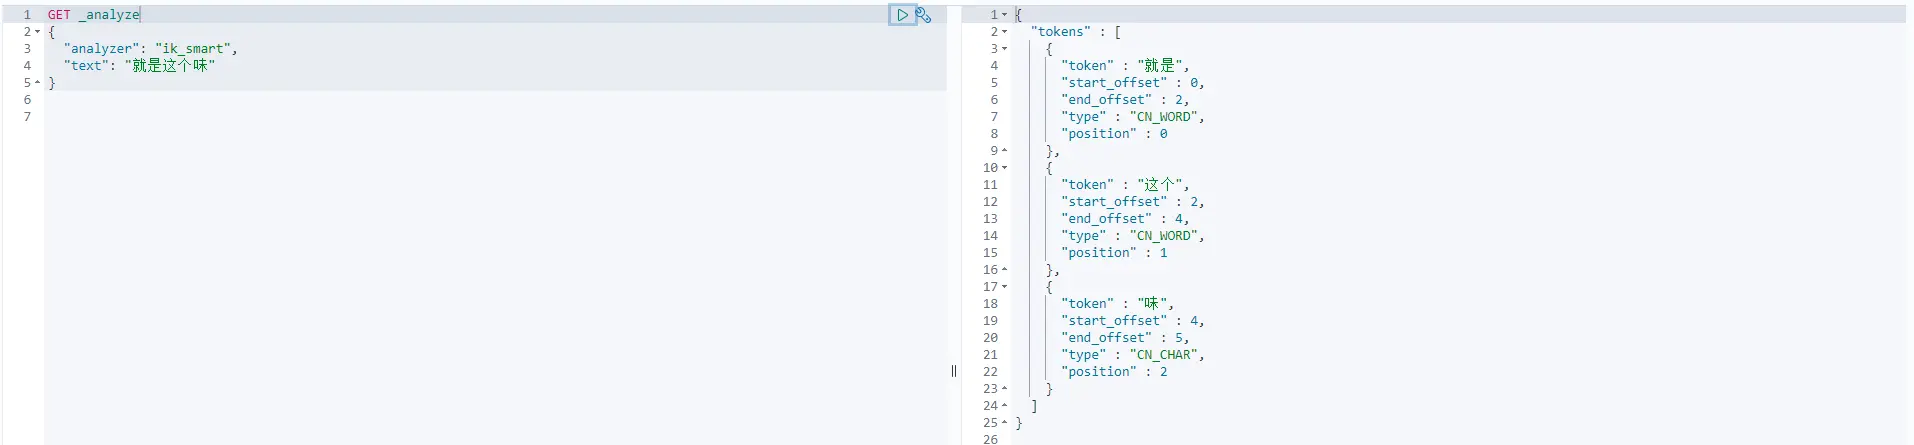 1 GET _analyze
2 {
3 "analyzer": "ik_smart",
4 "text": "就是这个味"
5 }
6
7
1 {
2 "tokens" : [
3 {
4 "token" : "就是",
5 "start_offset" : 0,
6 "end_offset" : 2,
7 "type" : "CN_WORD",
8 "position" : 0
9 },
10 {
11 "token" : "这个",
12 "start_offset" : 2,
13 "end_offset" : 4,
14 "type" : "CN_WORD",
15 "position" : 1
16 },
17 {
18 "token" : "味",
19 "start_offset" : 4,
20 "end_offset" : 5,
21 "type" : "CN_CHAR",
22 "position" : 2
23 }
24 ]
25 }
26